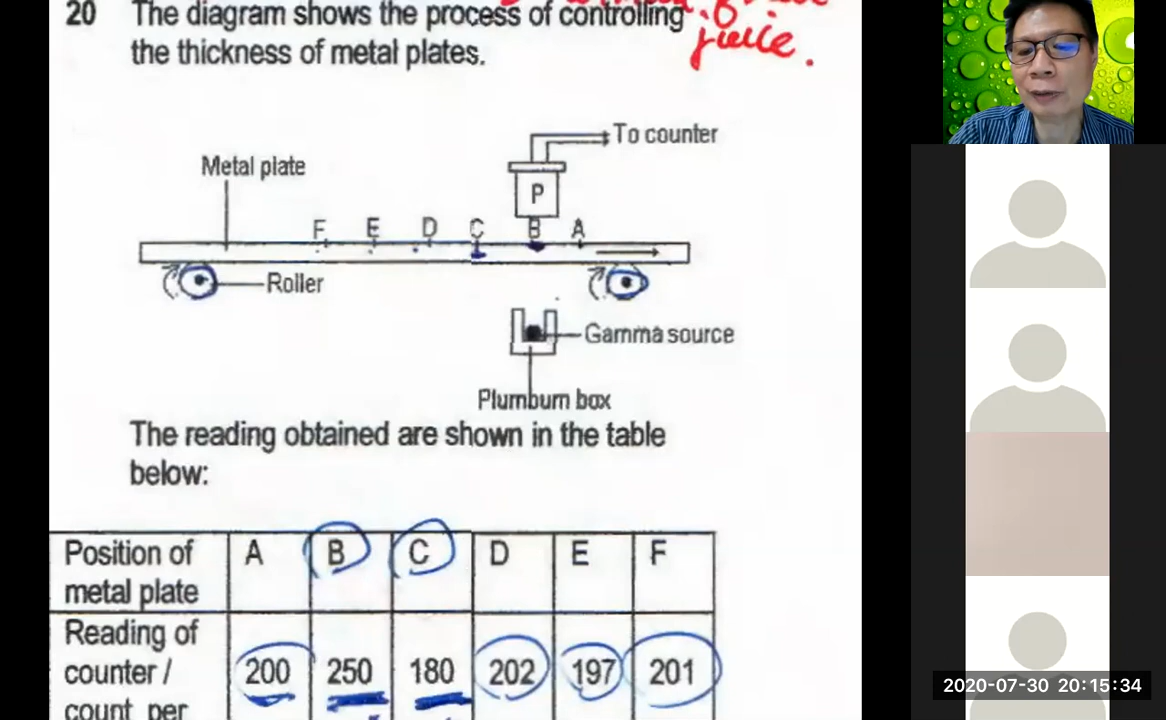 20 The diagram shows the process of controlling
the thickness of metal plates.
juice.
To counter
Metal plate
P
F E D C B A
Roller
Gamma source
Plumbum box
The reading obtained are shown in the table
below:
Position of metal plate A B C D E F
Reading of counter / count per 200 250 180 202 197 201
2020-07-30 20:15:34